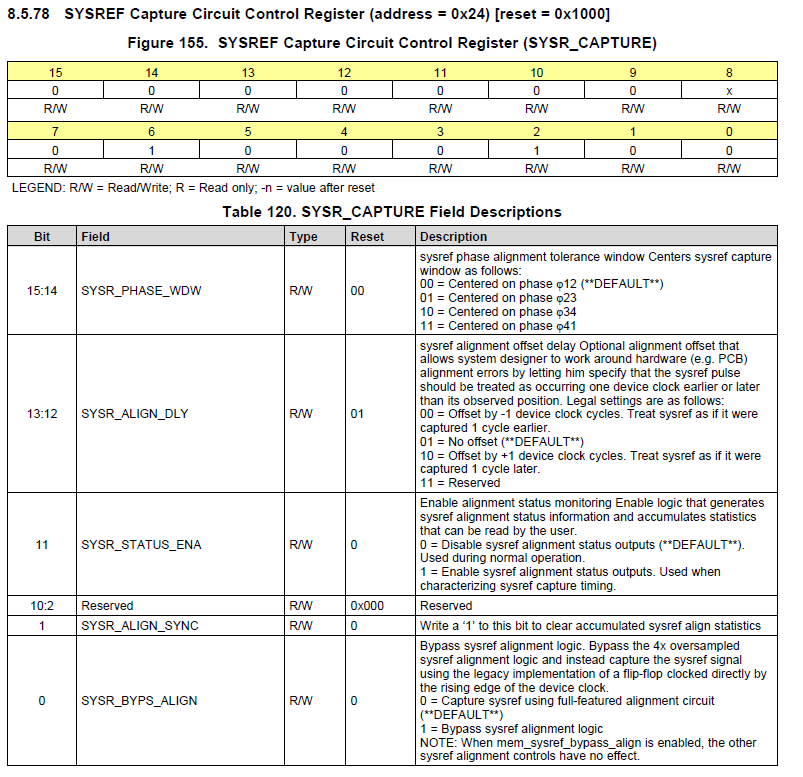 8.5.78 SYSREF Capture Circuit Control Register (address = 0x24) [reset = 0x1000]
Figure 155. SYSREF Capture Circuit Control Register (SYSR_CAPTURE)
15 14 13 12 11 10 9 8
0 0 0 0 0 0 0 x
R/W R/W R/W R/W R/W R/W R/W R/W
7 6 5 4 3 2 1 0
0 1 0 0 0 1 0 0
R/W R/W R/W R/W R/W R/W R/W R/W
LEGEND: R/W = Read/Write; R = Read only; -n = value after reset
Table 120. SYSR_CAPTURE Field Descriptions
Bit Field Type Reset Description
15:14 SYSR_PHASE_WDW R/W 00
sysref phase alignment tolerance window Centers sysref capture
window as follows:
00 = Centered on phase φ12 (**DEFAULT**)
01 = Centered on phase φ23
10 = Centered on phase φ34
11 = Centered on phase φ41
13:12 SYSR_ALIGN_DLY R/W 01
sysref alignment offset delay Optional alignment offset that
allows system designer to work around hardware (e.g. PCB)
alignment errors by letting him specify that the sysref pulse
should be treated as occurring one device clock earlier or later
than its observed position. Legal settings are as follows:
00 = Offset by -1 device clock cycles. Treat sysref as if it were
captured 1 cycle earlier.
01 = No offset (**DEFAULT**)
10 = Offset by +1 device clock cycles. Treat sysref as if it were
captured 1 cycle later.
11 = Reserved
11 SYSR_STATUS_ENA R/W 0
Enable alignment status monitoring Enable logic that generates
sysref alignment status information and accumulates statistics
that can be read by the user.
0 = Disable sysref alignment status outputs (**DEFAULT**).
Used during normal operation.
1 = Enable sysref alignment status outputs. Used when
characterizing sysref capture timing.
10:2 Reserved R/W 0x000 Reserved
1 SYSR_ALIGN_SYNC R/W 0 Write a ‘1’ to this bit to clear accumulated sysref align statistics
0 SYSR_BYPS_ALIGN R/W 0
Bypass sysref alignment logic. Bypass the 4x oversampled
sysref alignment logic and instead capture the sysref signal
using the legacy implementation of a flip-flop clocked directly by
the rising edge of the device clock.
0 = Capture sysref using full-featured alignment circuit
(**DEFAULT**)
1 = Bypass sysref alignment logic
NOTE: When mem_sysref_bypass_align is enabled, the other
sysref alignment controls have no effect.